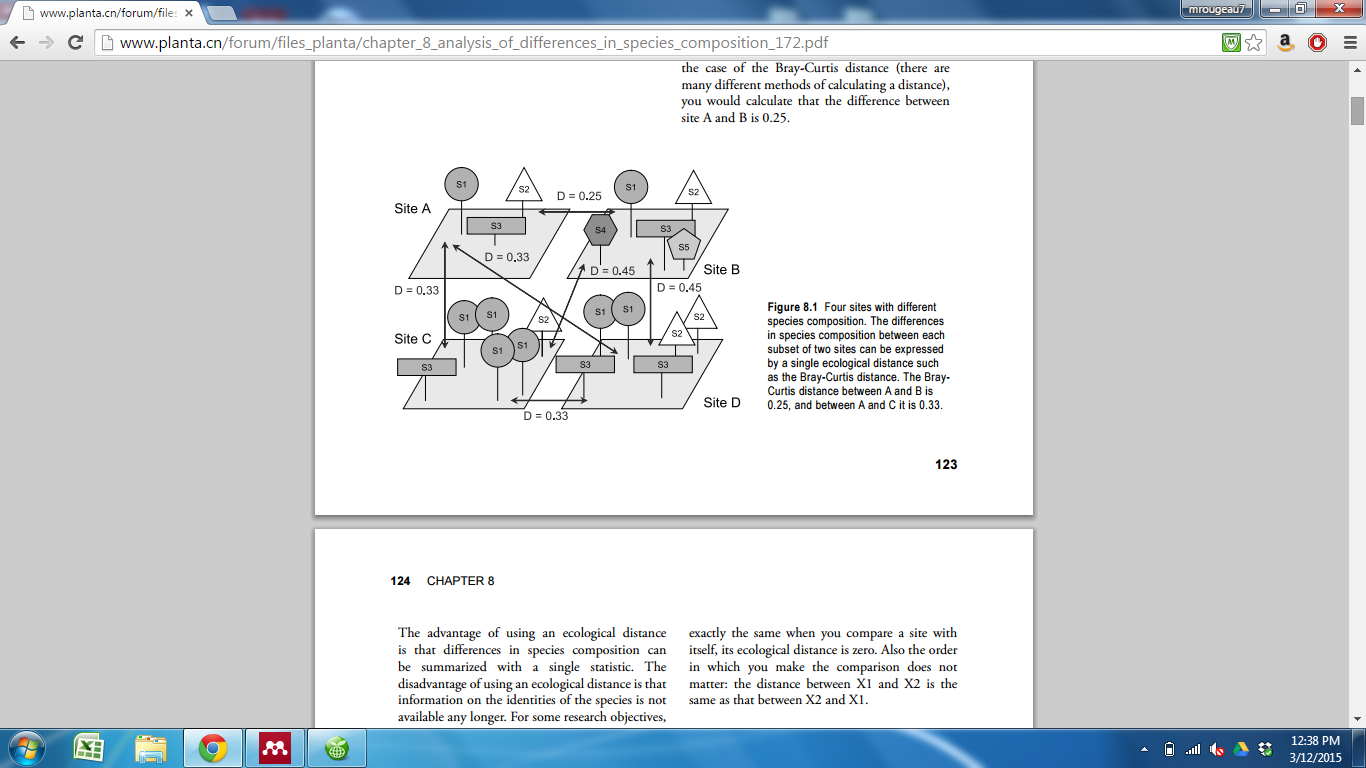 www.planta.cn/forum/files
mrougeau7
www.planta.cn/forum/files_planta/chapter_8_analysis_of_differences_in_species_composition_172.pdf
the case of the Bray-Curtis distance (there are
many different methods of calculating a distance),
you would calculate that the difference between
site A and B is 0.25.
S1
S2
D = 0.25
S1
S2
Site A
S3
S4
S3
S5
D = 0.33
D = 0.45
Site B
D = 0.33
D = 0.45
S1
S1
S2
S1
S1
S2
S2
Site C
S1
S1
S3
S3
S3
Site D
D = 0.33
Figure 8.1 Four sites with different
species composition. The differences
in species composition between each
subset of two sites can be expressed
by a single ecological distance such
as the Bray-Curtis distance. The Bray-
Curtis distance between A and B is
0.25, and between A and C it is 0.33.
123
124 CHAPTER 8
The advantage of using an ecological distance
is that differences in species composition can
be summarized with a single statistic. The
disadvantage of using an ecological distance is that
information on the identities of the species is not
available any longer. For some research objectives,
exactly the same when you compare a site with
itself, its ecological distance is zero. Also the order
in which you make the comparison does not
matter: the distance between X1 and X2 is the
same as that between X2 and X1.
12:38 PM
3/12/2015